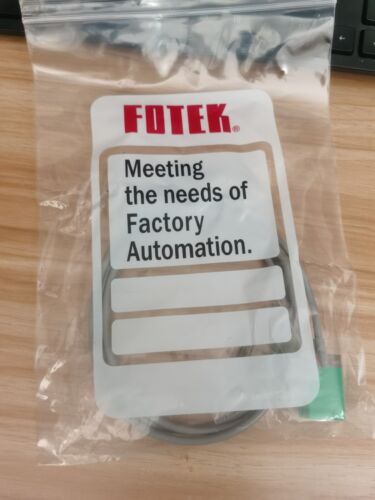 FOTEK®
Meeting
the needs of
Factory
Automation.